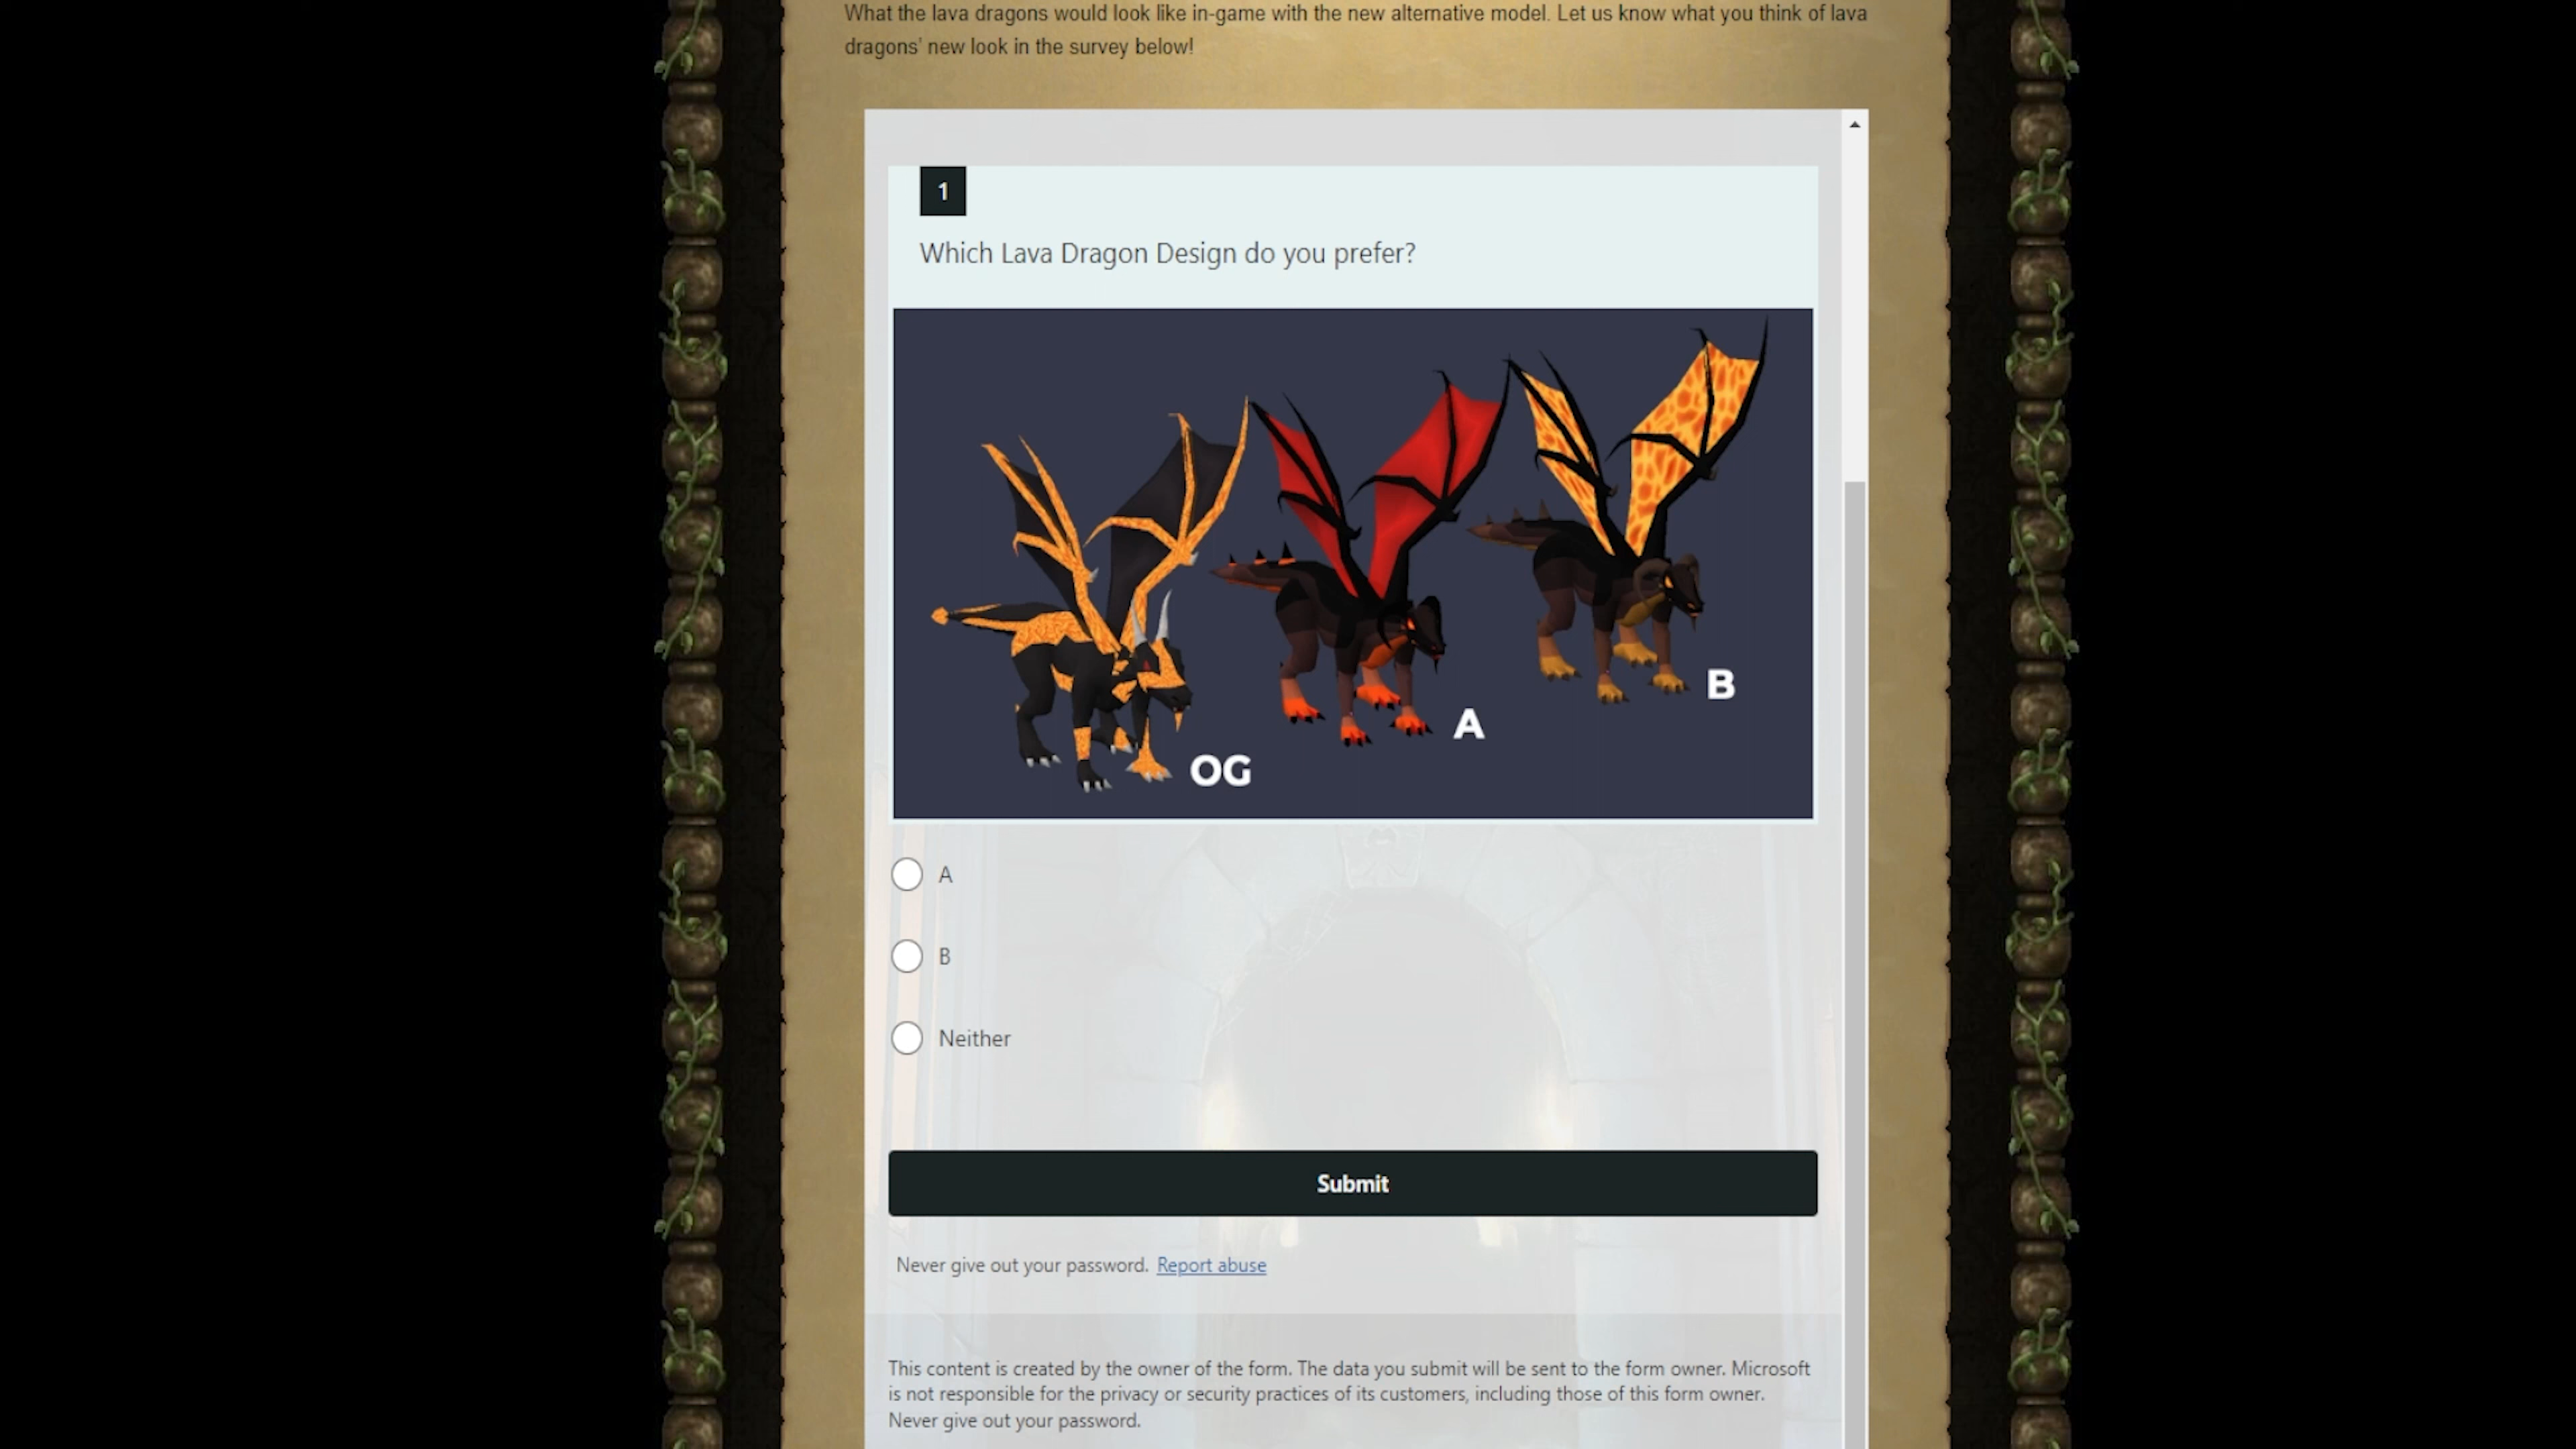 What the lava dragons would look like in-game with the new alternative model. Let us know what you think of lava
dragons' new look in the survey below!
1
Which Lava Dragon Design do you prefer?
OG
A
B
A
B
Neither
Submit
Never give out your password. Report abuse
This content is created by the owner of the form. The data you submit will be sent to the form owner. Microsoft
is not responsible for the privacy or security practices of its customers, including those of this form owner.
Never give out your password.